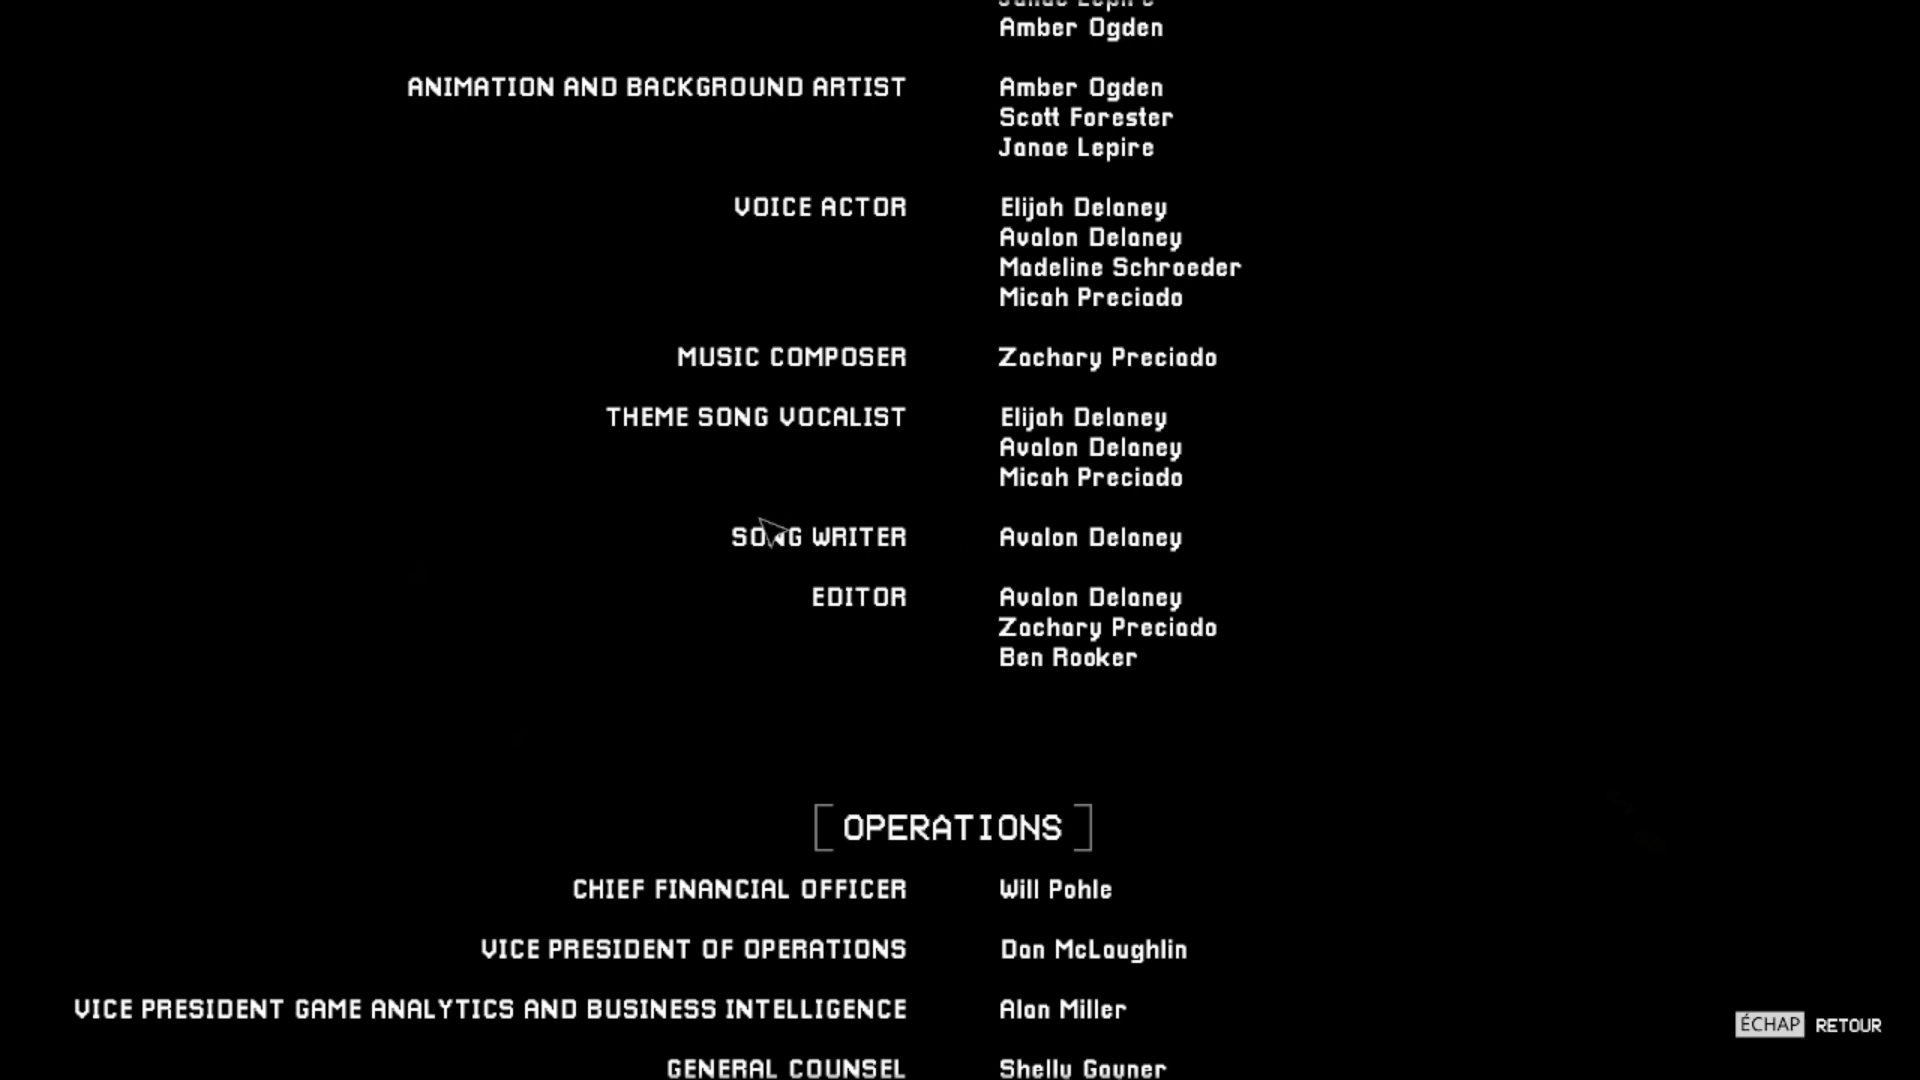 Amber Ogden
ANIMATION AND BACKGROUND ARTIST Amber Ogden
Scott Forester
Janae Lepire
VOICE ACTOR Elijah Delaney
Avalon Delaney
Madeline Schroeder
Micah Preciado
MUSIC COMPOSER Zachary Preciado
THEME SONG VOCALIST Elijah Delaney
Avalon Delaney
Micah Preciado
SONG WRITER Avalon Delaney
EDITOR Avalon Delaney
Zachary Preciado
Ben Rooker
OPERATIONS
CHIEF FINANCIAL OFFICER Will Pohle
VICE PRESIDENT OF OPERATIONS Dan McLaughlin
VICE PRESIDENT GAME ANALYTICS AND BUSINESS INTELLIGENCE Alan Miller
ÉCHAP RETOUR
GENERAL COUNSEL Shelly Gayner